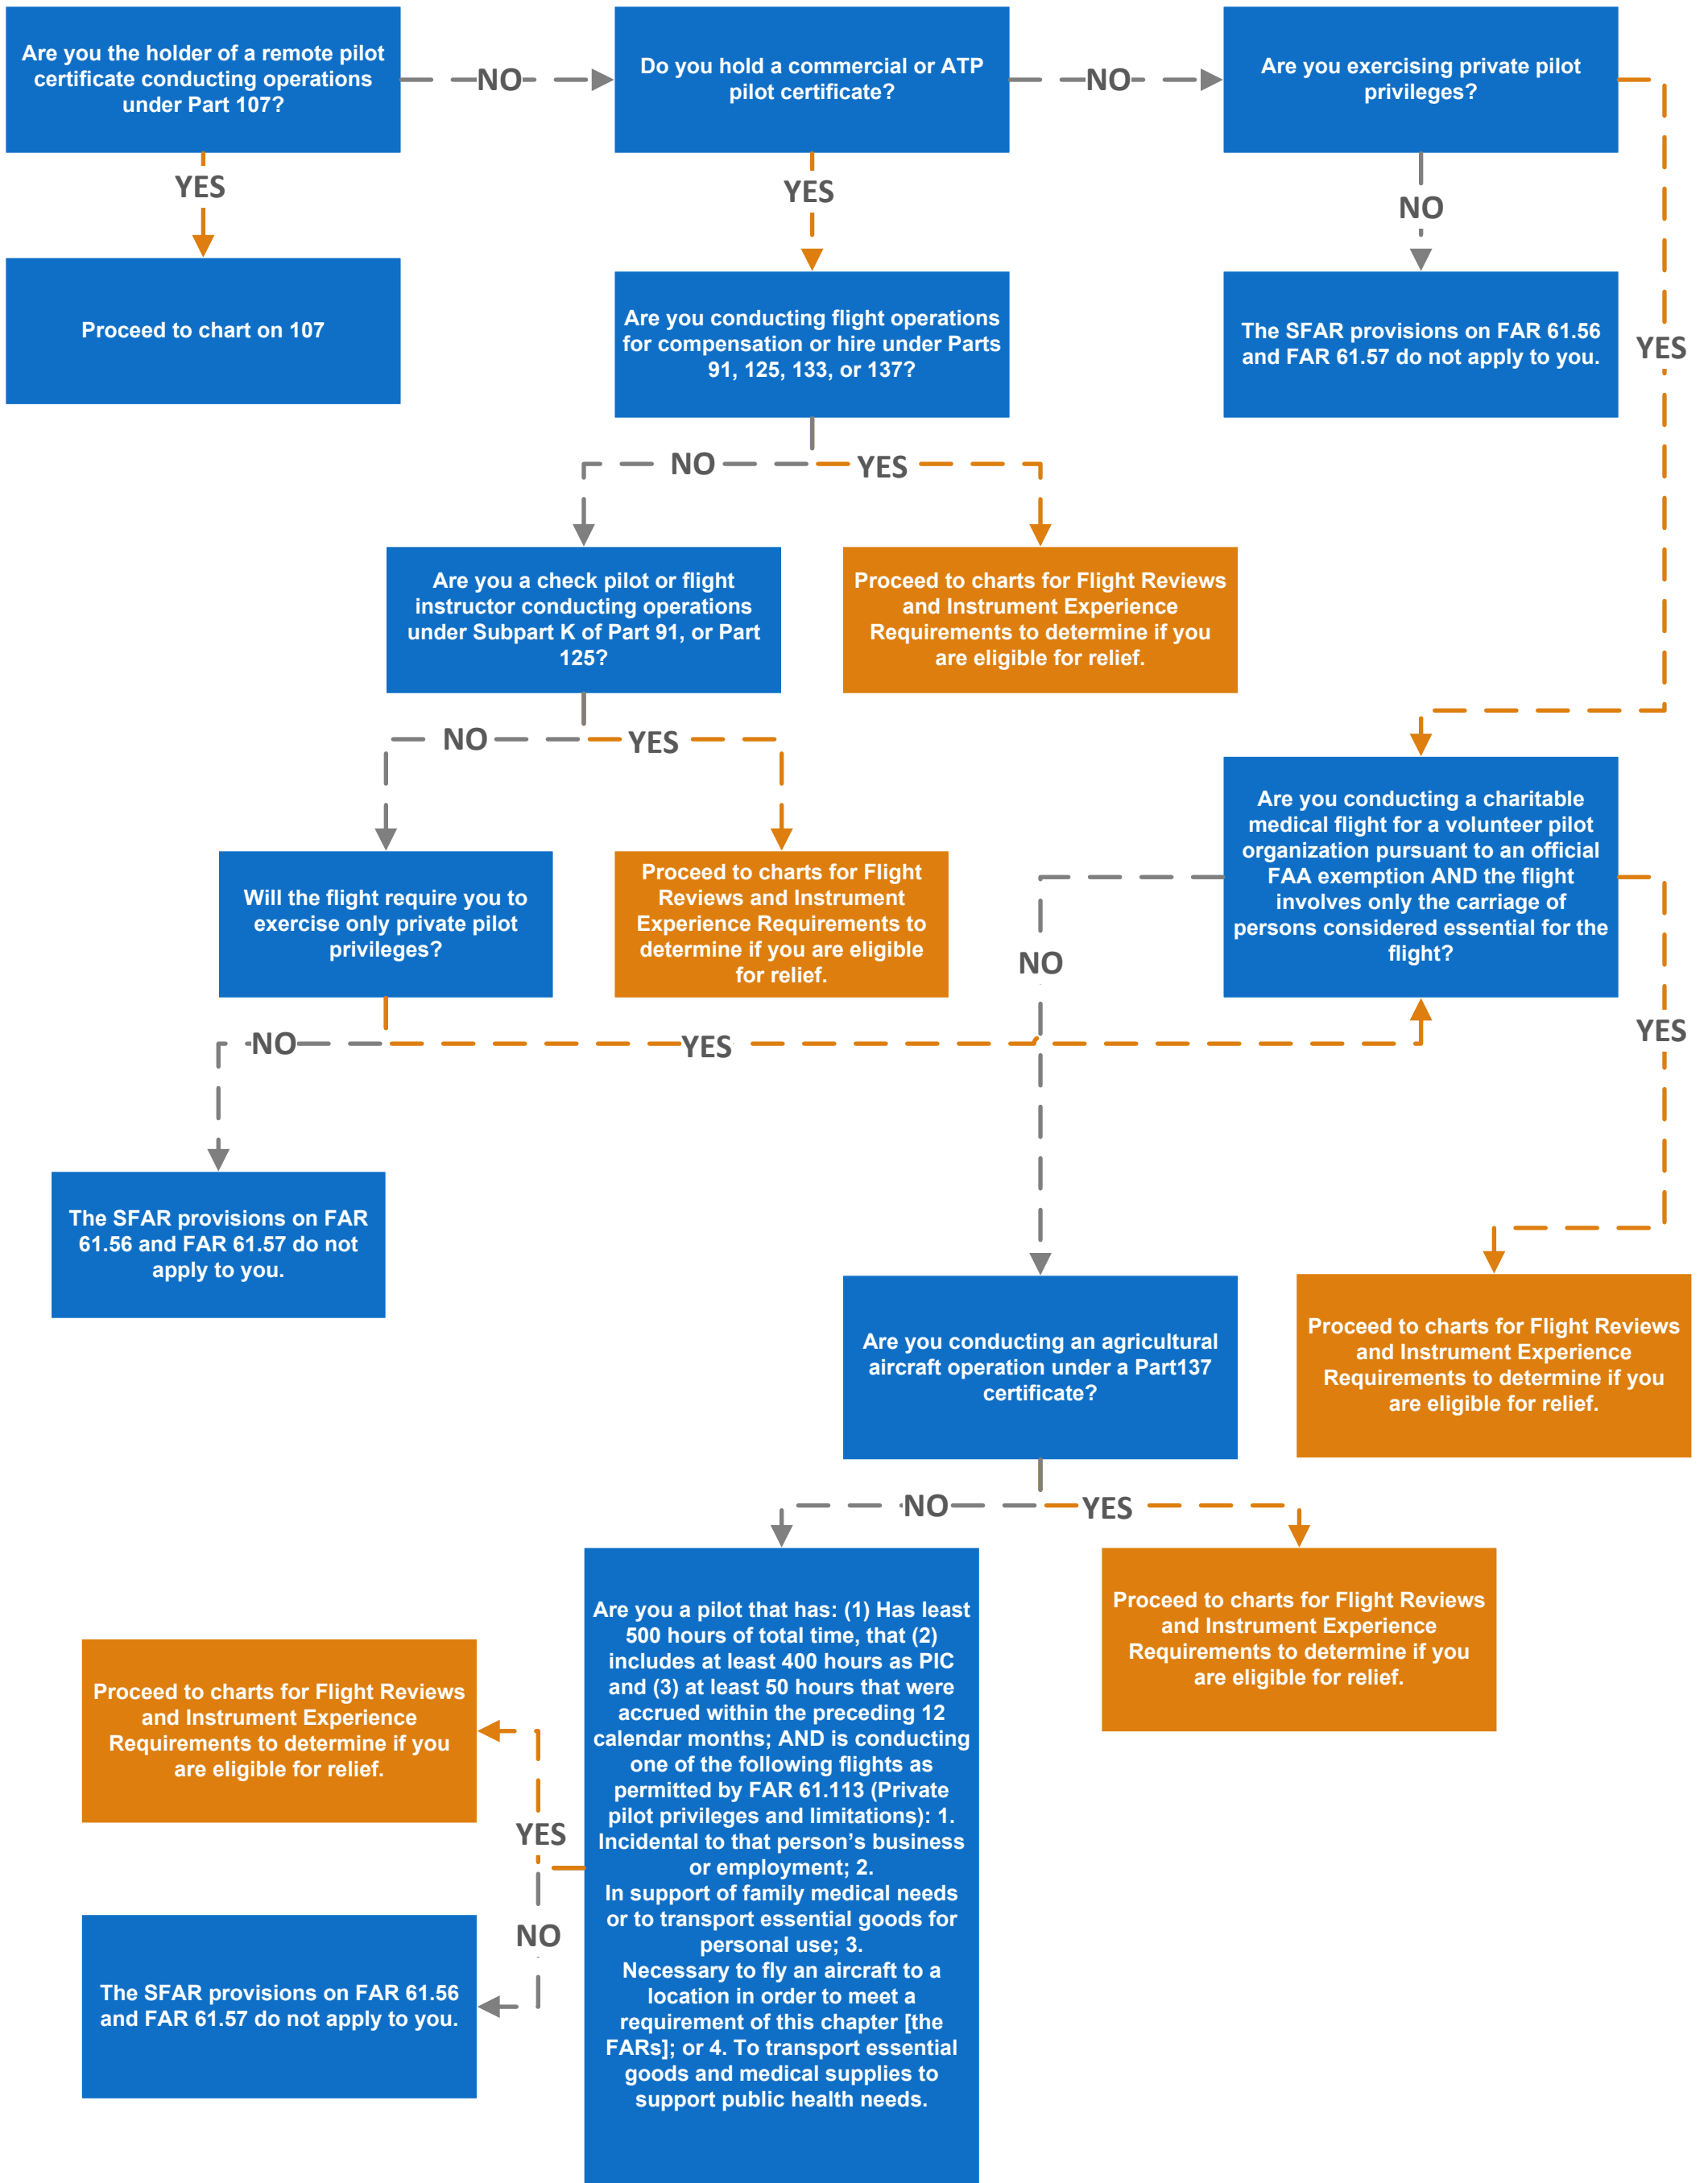 Are you the holder of a remote pilot
certificate conducting operations
under Part 107?
NO
Do you hold a commercial or ATP
pilot certificate?
NO
Are you exercising private pilot
privileges?
YES
YES
NO
Proceed to chart on 107
Are you conducting flight operations
for compensation or hire under Parts
91, 125, 133, or 137?
The SFAR provisions on FAR 61.56
and FAR 61.57 do not apply to you.
YES
NO
YES
Are you a check pilot or flight
instructor conducting operations
under Subpart K of Part 91, or Part
125?
Proceed to charts for Flight Reviews
and Instrument Experience
Requirements to determine if you
are eligible for relief.
NO
YES
Will the flight require you to
exercise only private pilot
privileges?
Proceed to charts for Flight
Reviews and Instrument
Experience Requirements to
determine if you are eligible
for relief.
Are you conducting a charitable
medical flight for a volunteer pilot
organization pursuant to an official
FAA exemption AND the flight
involves only the carriage of
persons considered essential for the
flight?
NO
NO
YES
YES
The SFAR provisions on FAR
61.56 and FAR 61.57 do not
apply to you.
Are you conducting an agricultural
aircraft operation under a Part137
certificate?
Proceed to charts for Flight Reviews
and Instrument Experience
Requirements to determine if you
are eligible for relief.
NO
YES
Are you a pilot that has: (1) Has least
500 hours of total time, that (2)
includes at least 400 hours as PIC
and (3) at least 50 hours that were
accrued within the preceding 12
calendar months; AND is conducting
one of the following flights as
permitted by FAR 61.113 (Private
pilot privileges and limitations): 1.
Incidental to that person’s business
or employment; 2.
In support of family medical needs
or to transport essential goods for
personal use; 3.
Necessary to fly an aircraft to a
location in order to meet a
requirement of this chapter [the
FARs]; or 4. To transport essential
goods and medical supplies to
support public health needs.
Proceed to charts for Flight Reviews
and Instrument Experience
Requirements to determine if you
are eligible for relief.
Proceed to charts for Flight Reviews
and Instrument Experience
Requirements to determine if you
are eligible for relief.
YES
NO
The SFAR provisions on FAR 61.56
and FAR 61.57 do not apply to you.